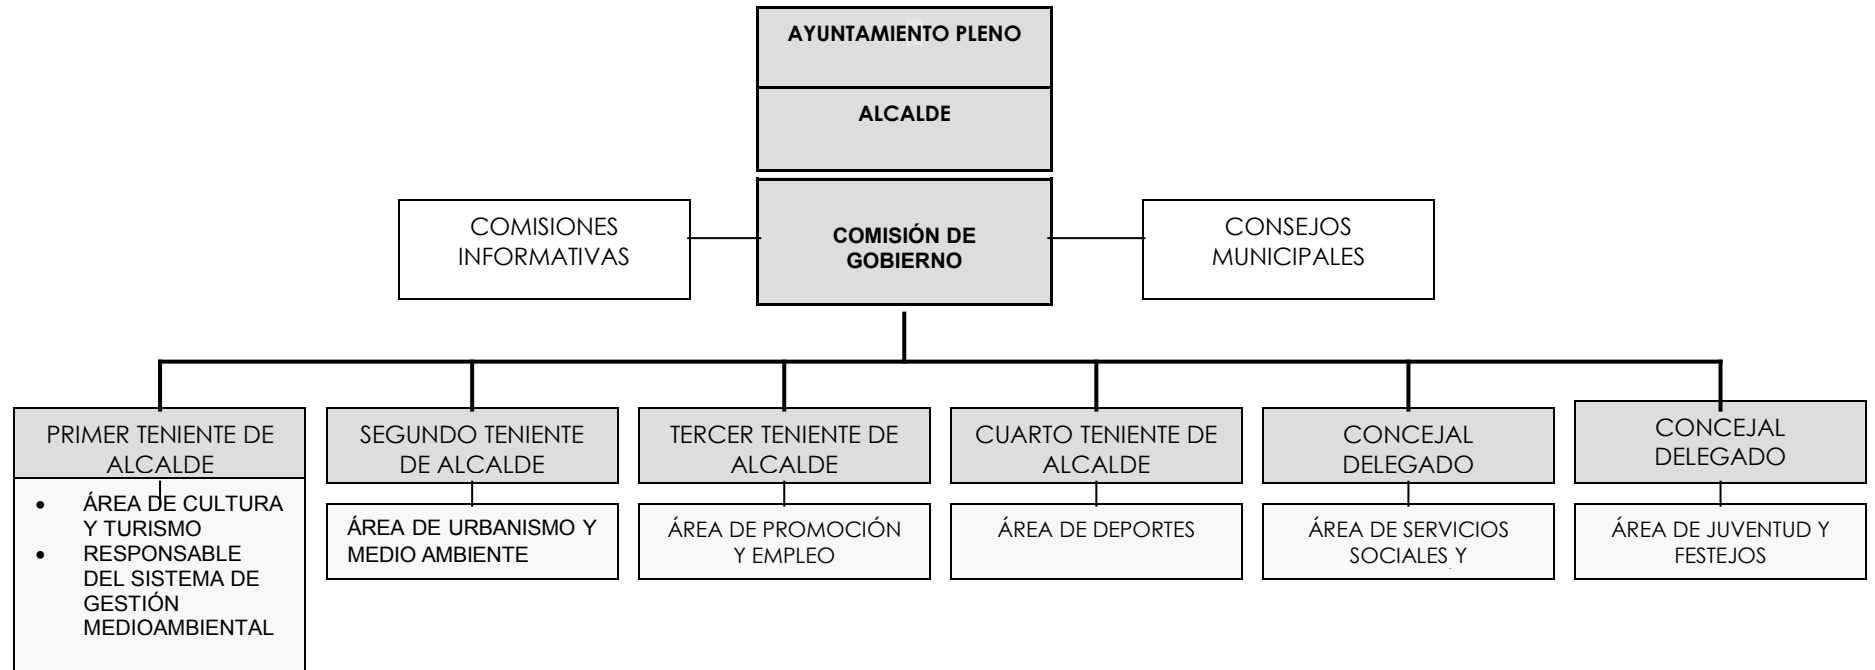 AYUNTAMIENTO PLENO
ALCALDE
COMISIONES
INFORMATIVAS
COMISIÓN DE
GOBIERNO
CONSEJOS
MUNICIPALES
PRIMER TENIENTE DE
ALCALDE
• ÁREA DE CULTURA
Y TURISMO
• RESPONSABLE
DEL SISTEMA DE
GESTIÓN
MEDIOAMBIENTAL
SEGUNDO TENIENTE
DE ALCALDE
ÁREA DE URBANISMO Y
MEDIO AMBIENTE
TERCER TENIENTE DE
ALCALDE
ÁREA DE PROMOCIÓN
Y EMPLEO
CUARTO TENIENTE DE
ALCALDE
ÁREA DE DEPORTES
CONCEJAL
DELEGADO
ÁREA DE SERVICIOS
SOCIALES Y
CONCEJAL
DELEGADO
ÁREA DE JUVENTUD Y
FESTEJOS